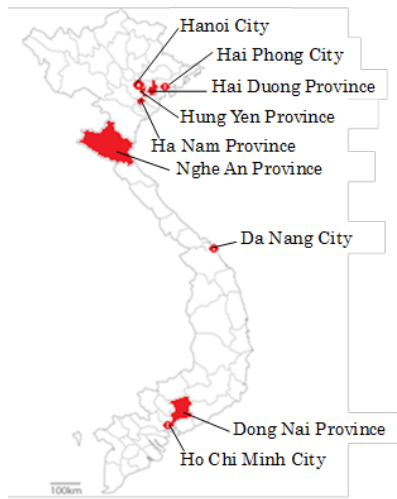 Hanoi City
Hai Phong City
Hai Duong Province
Hung Yen Province
Ha Nam Province
Nghe An Province
Da Nang City
Dong Nai Province
Ho Chi Minh City
100km